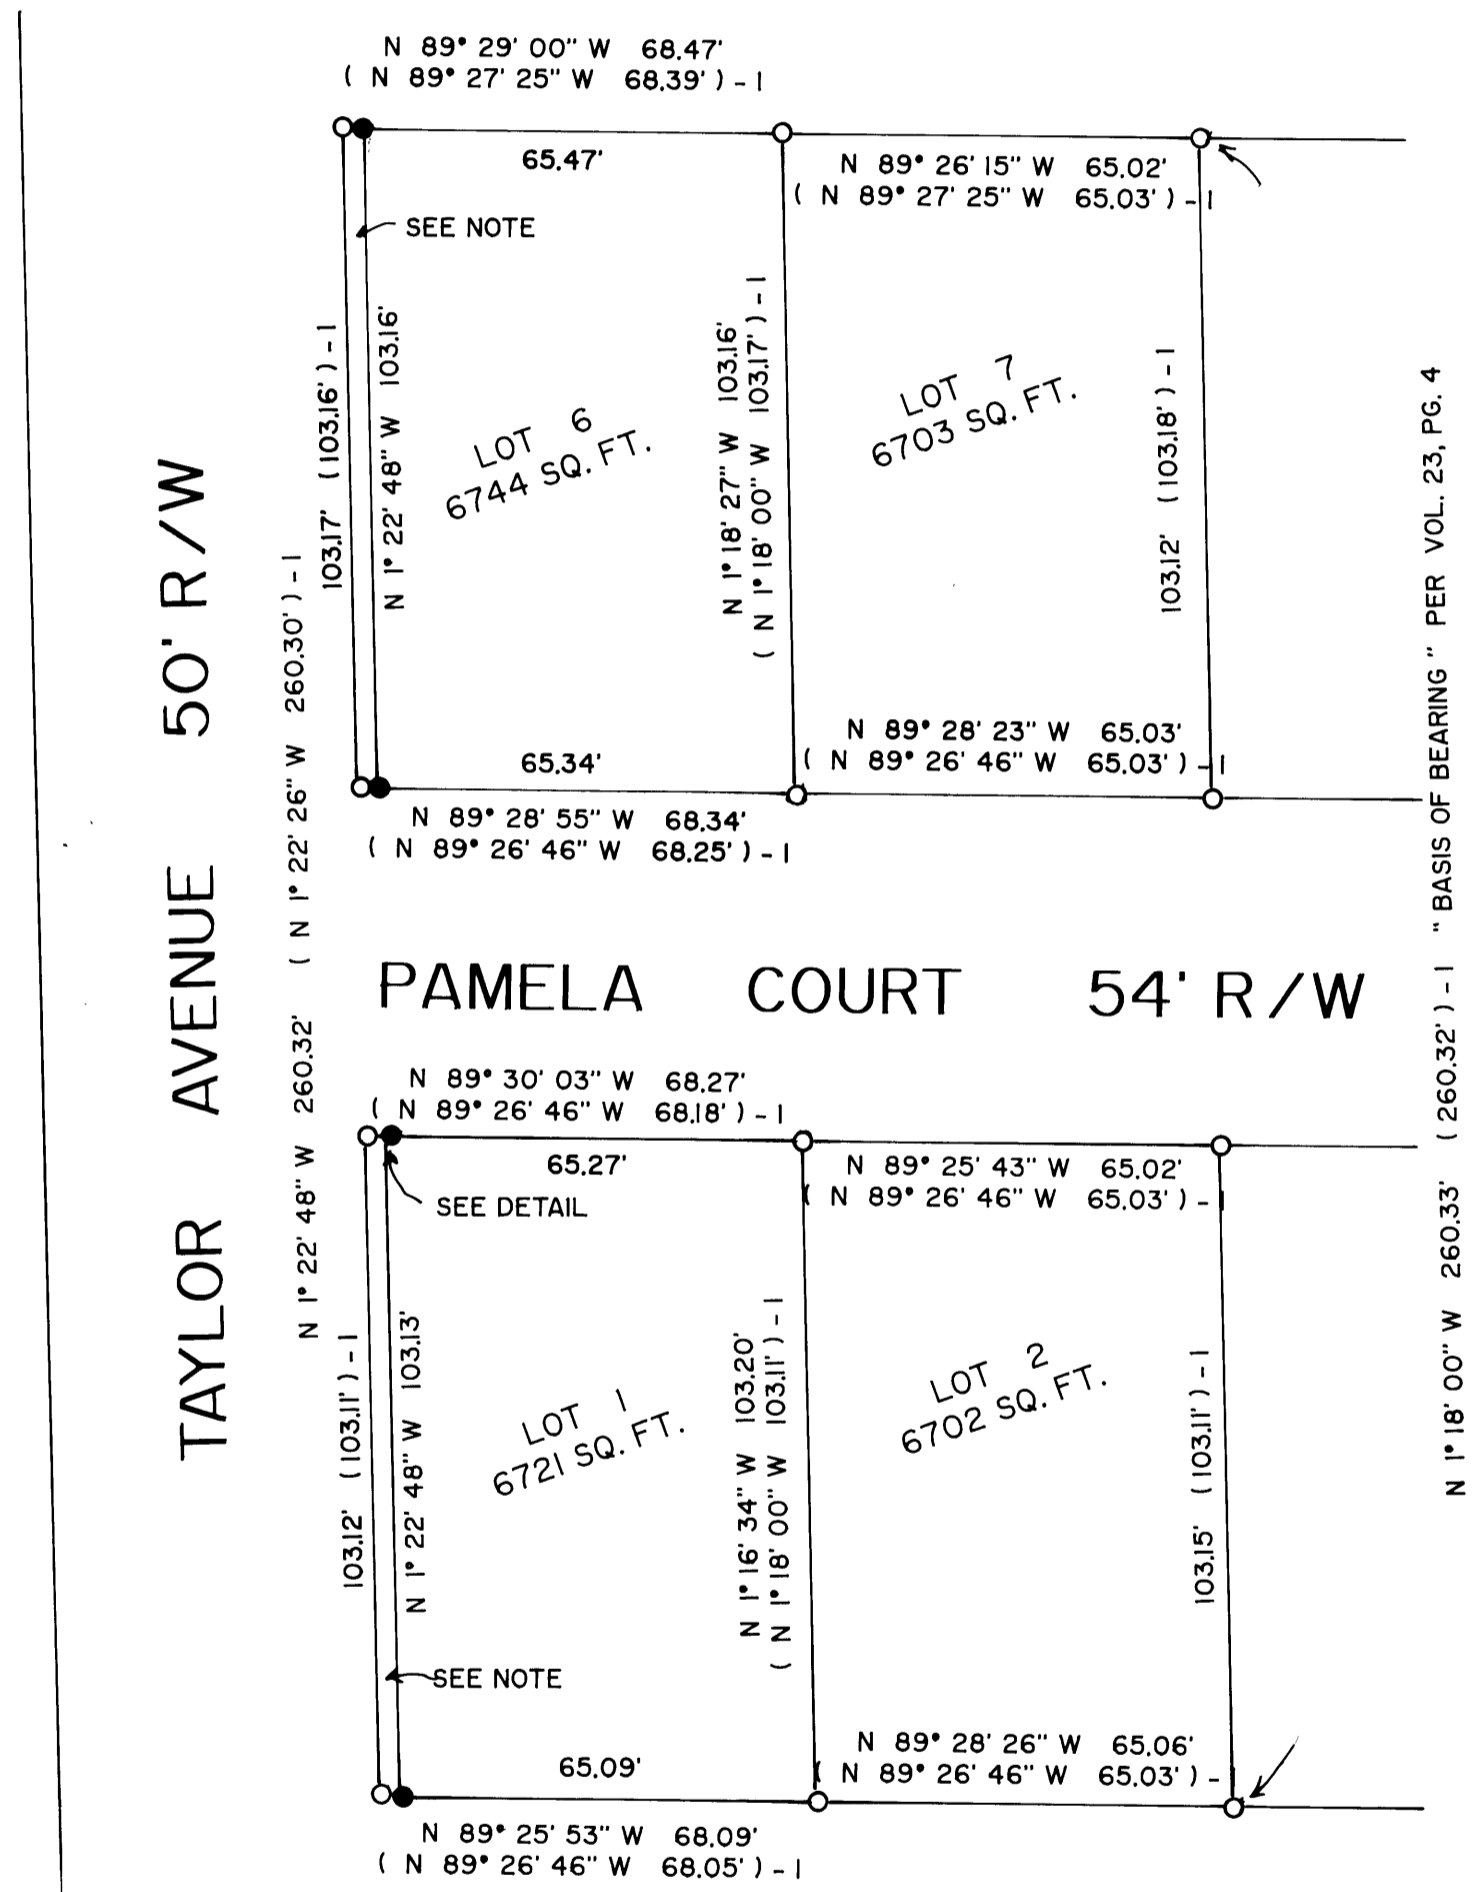 N 89° 29' 00" W 68.47'
( N 89° 27' 25" W 68.39' ) - 1
65.47'
N 89° 26' 15" W 65.02'
( N 89° 27' 25" W 65.03' ) - 1
SEE NOTE
103.17' (103.16' ) - 1
N 1° 22' 48" W 103.16'
LOT 6
6744 SQ. FT.
N 1° 18' 27" W 103.16'
( N 1° 18' 00" W 103.17' ) - 1
LOT 7
6703 SQ. FT.
103.12' (103.18' ) - 1
65.34'
N 89° 28' 23" W 65.03'
( N 89° 26' 46" W 65.03' ) - 1
N 89° 28' 55" W 68.34'
( N 89° 26' 46" W 68.25' ) - 1
TAYLOR AVENUE 50' R/W
N 1° 22' 48" W 260.32' ( N 1° 22' 26" W 260.30' ) - 1
PAMELA COURT 54' R/W
N 1° 18' 00" W 260.33' ( 260.32' ) - 1 " BASIS OF BEARING " PER VOL. 23, PG. 4
N 89° 30' 03" W 68.27'
( N 89° 26' 46" W 68.18' ) - 1
65.27'
N 89° 25' 43" W 65.02'
( N 89° 26' 46" W 65.03' ) - 1
SEE DETAIL
103.12' (103.11' ) - 1
N 1° 22' 48" W 103.13'
LOT 1
6721 SQ. FT.
N 1° 16' 34" W 103.20'
( N 1° 18' 00" W 103.11' ) - 1
LOT 2
6702 SQ. FT.
103.15' (103.11' ) - 1
SEE NOTE
65.09'
N 89° 28' 26" W 65.06'
( N 89° 26' 46" W 65.03' ) -
N 89° 25' 53" W 68.09'
( N 89° 26' 46" W 68.05' ) - 1